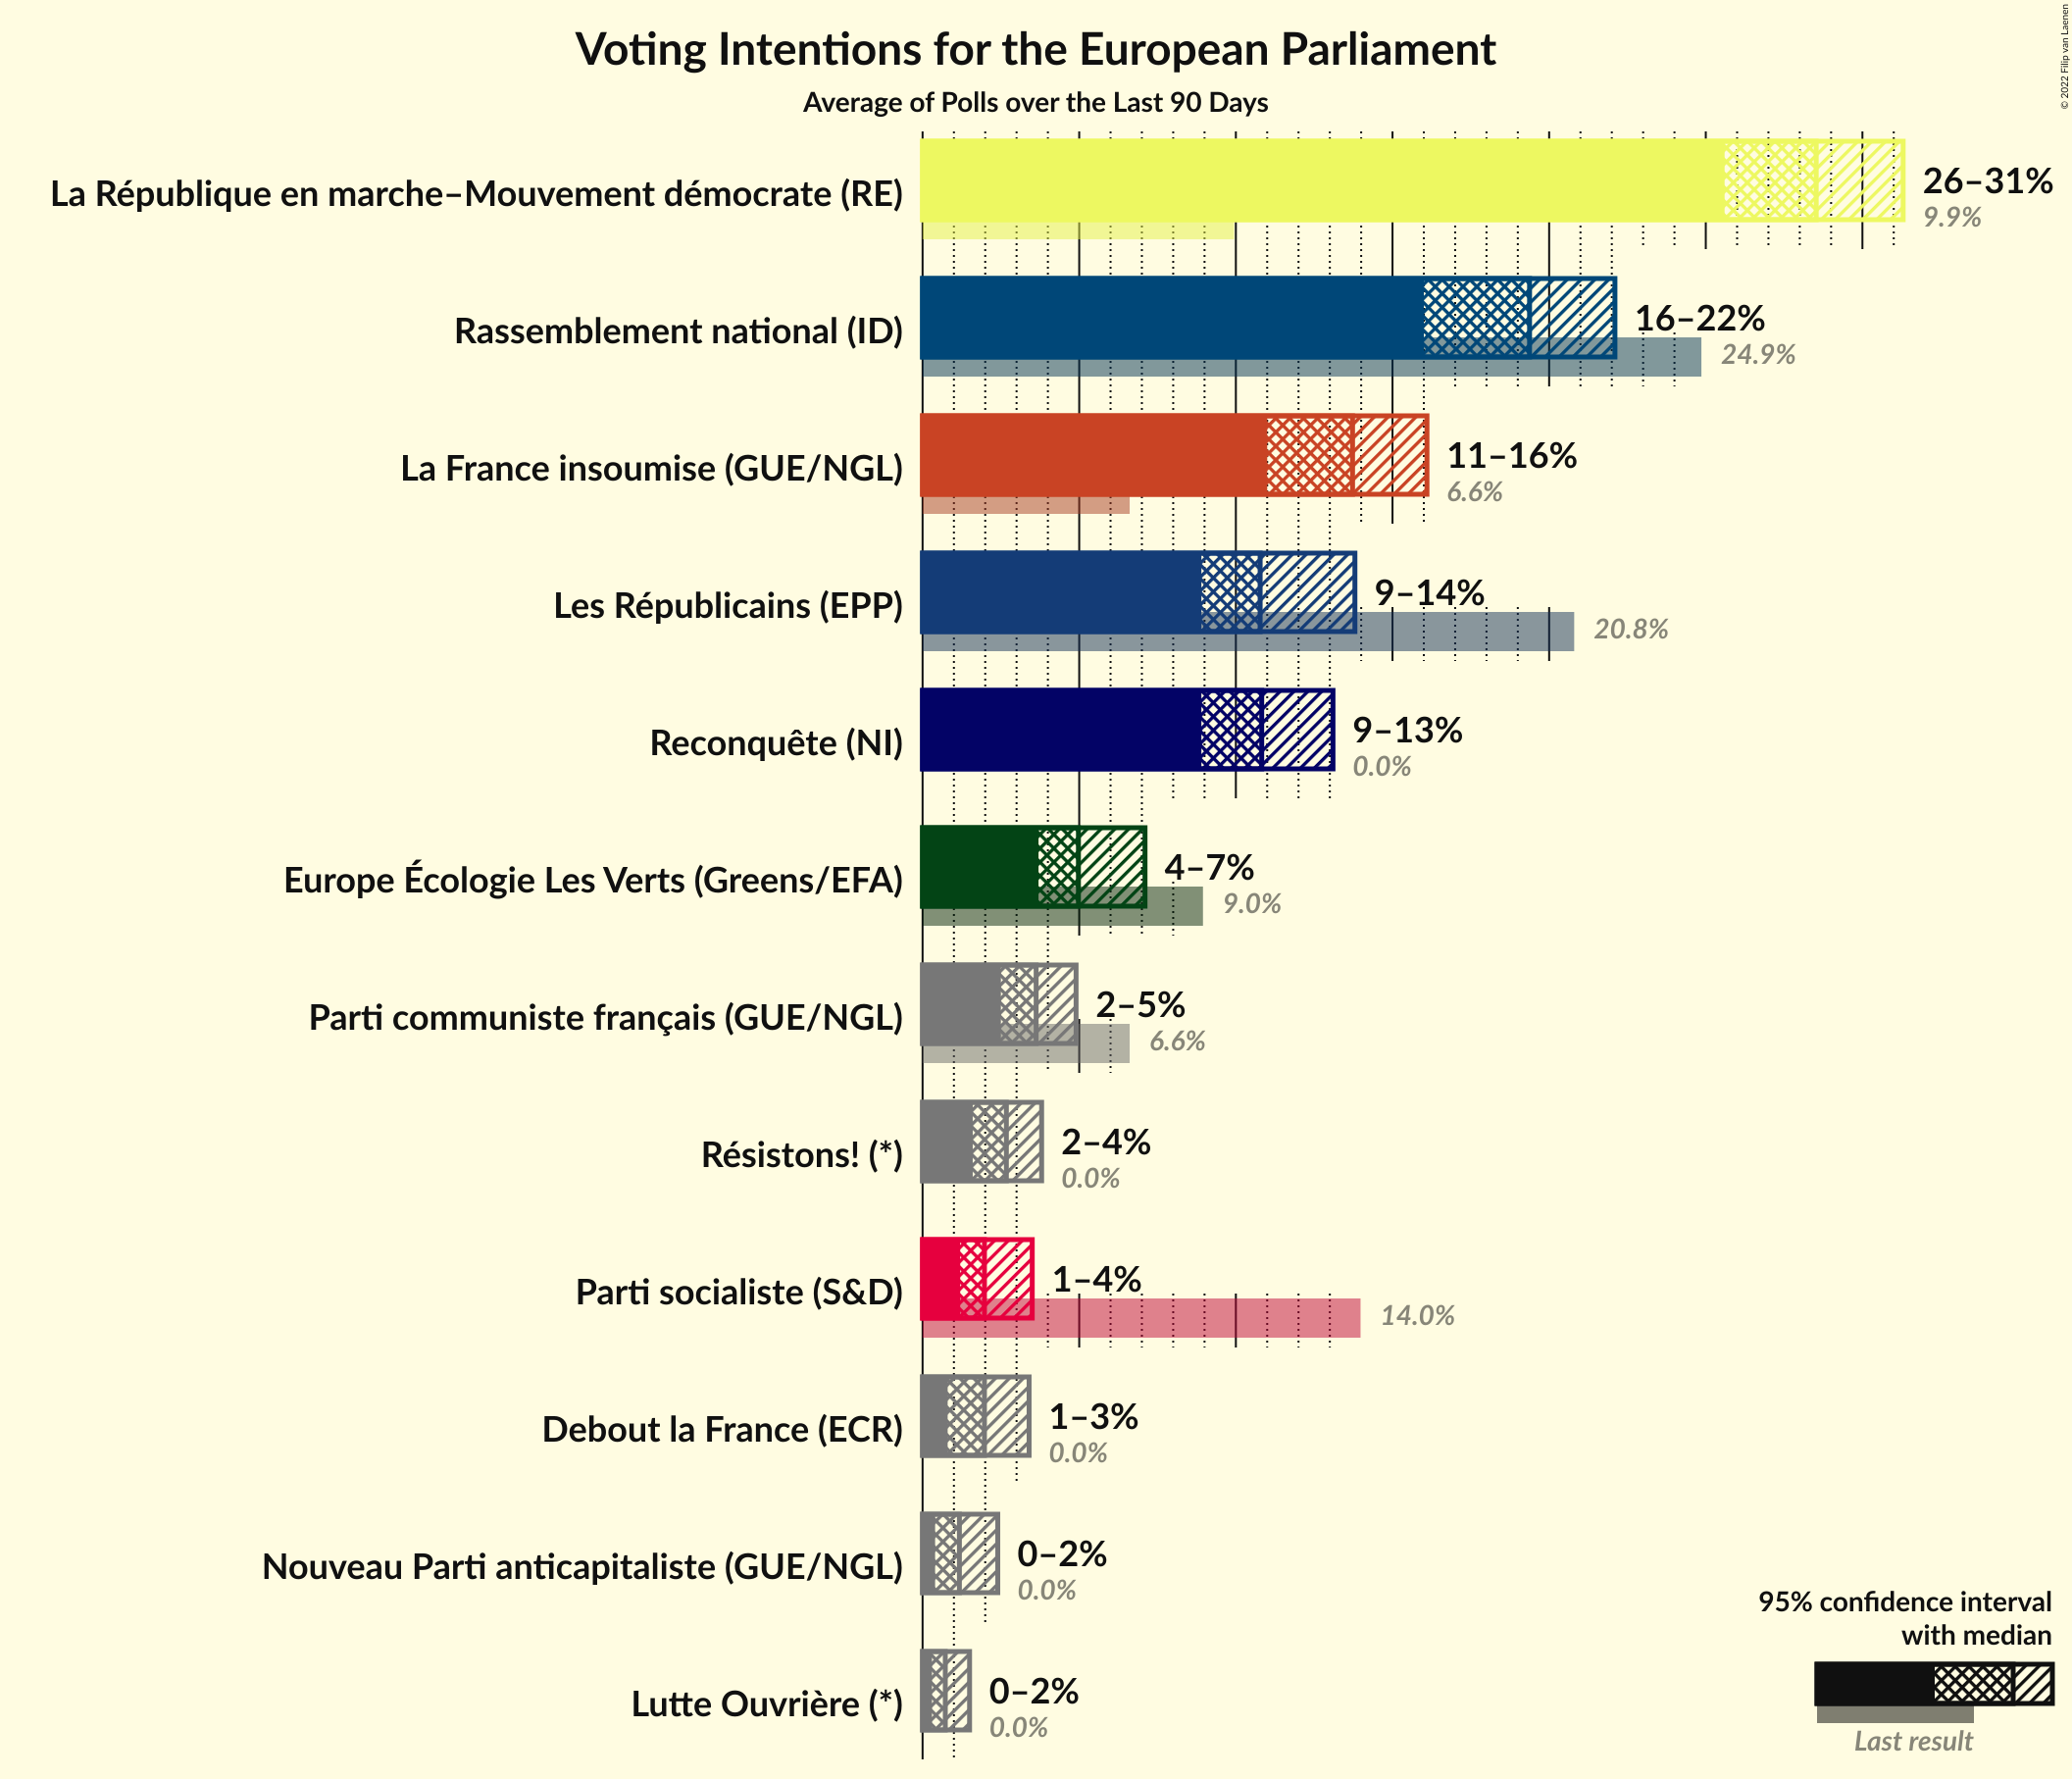 Voting Intentions for the European Parliament
Average of Polls over the Last 90 Days
© 2022 Filip van Laenen
La République en marche–Mouvement démocrate (RE)
26–31%
9.9%
Rassemblement national (ID)
16–22%
24.9%
La France insoumise (GUE/NGL)
11–16%
6.6%
Les Républicains (EPP)
9–14%
20.8%
Reconquête (NI)
9–13%
0.0%
Europe Écologie Les Verts (Greens/EFA)
4–7%
9.0%
Parti communiste français (GUE/NGL)
2–5%
6.6%
Résistons! (*)
2–4%
0.0%
Parti socialiste (S&D)
1–4%
14.0%
Debout la France (ECR)
1–3%
0.0%
Nouveau Parti anticapitaliste (GUE/NGL)
0–2%
0.0%
Lutte Ouvrière (*)
0–2%
0.0%
95% confidence interval
with median
Last result